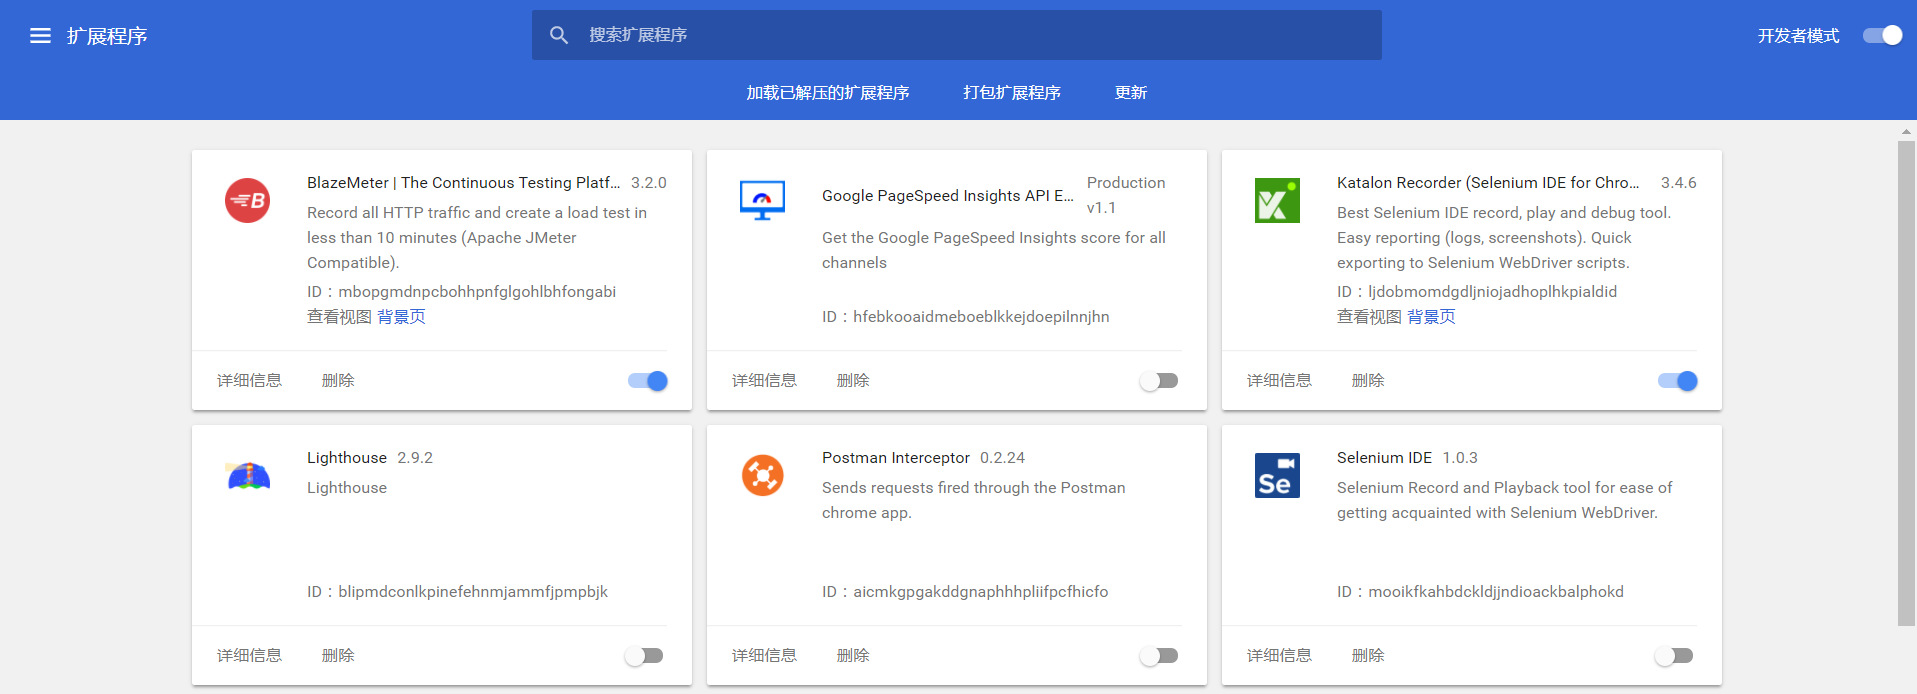 扩展程序
搜索扩展程序
开发者模式
加载已解压的扩展程序 打包扩展程序 更新
BlazeMeter | The Continuous Testing Platf... 3.2.0
Record all HTTP traffic and create a load test in
less than 10 minutes (Apache JMeter
Compatible).
ID：mbopgmdnpcbohhpnfglgohlbhfongabi
查看视图 背景页
详细信息 删除
Google PageSpeed Insights API E... Production
v1.1
Get the Google PageSpeed Insights score for all
channels
ID：hfebkooaidmeboeblkkejdoepilnnjhn
详细信息 删除
Katalon Recorder (Selenium IDE for Chro... 3.4.6
Best Selenium IDE record, play and debug tool.
Easy reporting (logs, screenshots). Quick
exporting to Selenium WebDriver scripts.
ID：ljdobmomdgdljniojadhoplhkpialdid
查看视图 背景页
详细信息 删除
Lighthouse 2.9.2
Lighthouse
ID：blipmdconlkpinefehnmjammfjpmpbjk
详细信息 删除
Postman Interceptor 0.2.24
Sends requests fired through the Postman
chrome app.
ID：aicmkgpgakddgnaphhhpliifpcfhicfo
详细信息 删除
Se
Selenium IDE 1.0.3
Selenium Record and Playback tool for ease of
getting acquainted with Selenium WebDriver.
ID：mooikfkahbdckldjjndioackbalphokd
详细信息 删除